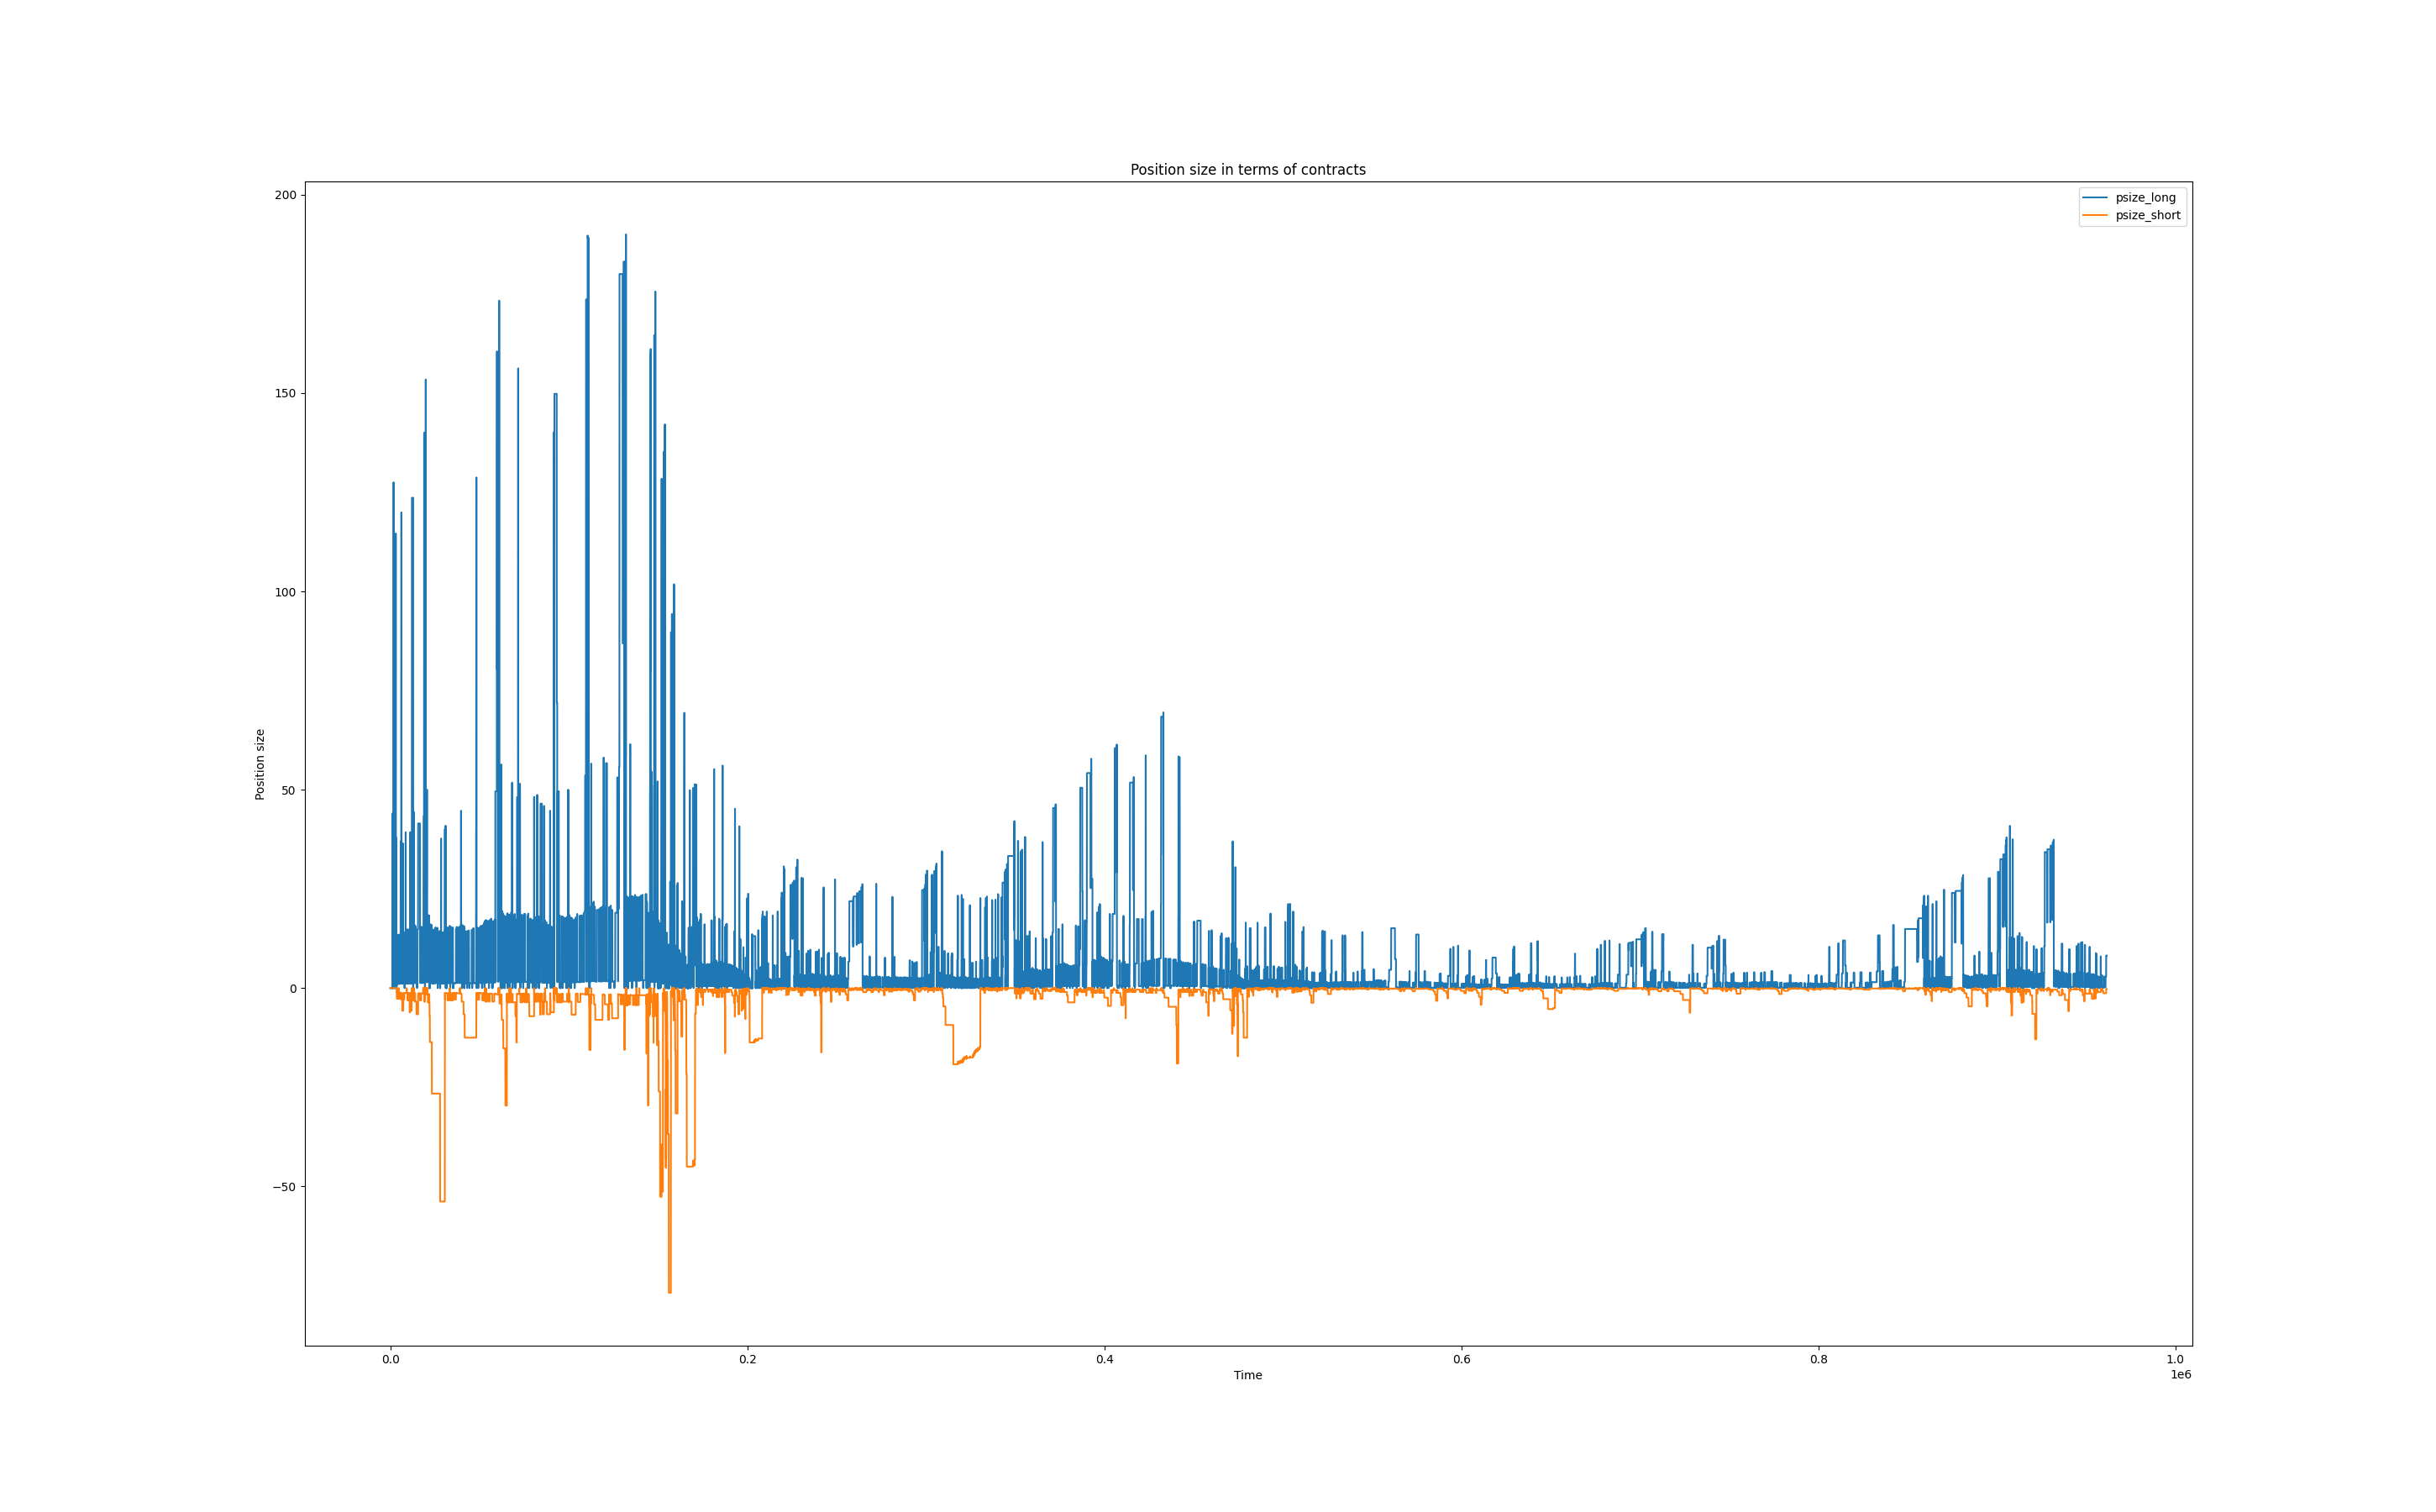 Position size in terms of contracts
psize_long
psize_short
200
150
100
50
0
−50
Position size
0.0
0.2
0.4
0.6
0.8
1.0
1e6
Time